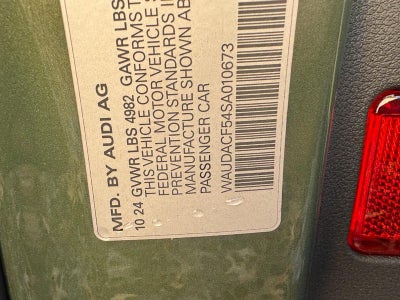 MFD. BY AUDI AG
10 24 GVWR LBS 4982 GAWR LBS
THIS VEHICLE CONFORMS T
FEDERAL MOTOR VEHICLE S
PREVENTION STANDARDS I
MANUFACTURE SHOWN AB
PASSENGER CAR
WAUDACF54SA010673